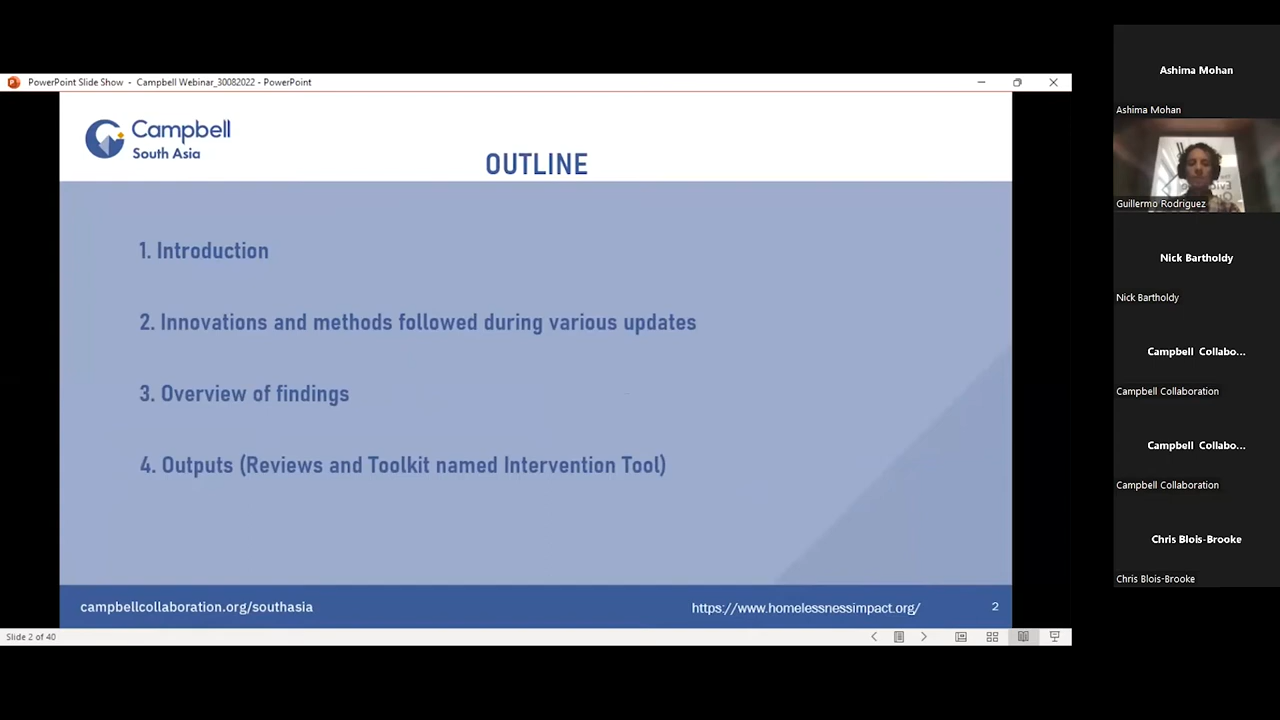 PowerPoint Slide Show - Campbell Webinar_30082022 - PowerPoint
Campbell
South Asia
OUTLINE
1. Introduction
2. Innovations and methods followed during various updates
3. Overview of findings
4. Outputs (Reviews and Toolkit named Intervention Tool)
campbellcollaboration.org/southasia
https://www.homelessnessimpact.org/
2
Slide 2 of 40
Ashima Mohan
Ashima Mohan
Guillermo Rodríguez
Nick Bartholdy
Nick Bartholdy
Campbell Collabo...
Campbell Collaboration
Campbell Collabo...
Campbell Collaboration
Chris Blois-Brooke
Chris Blois-Brooke